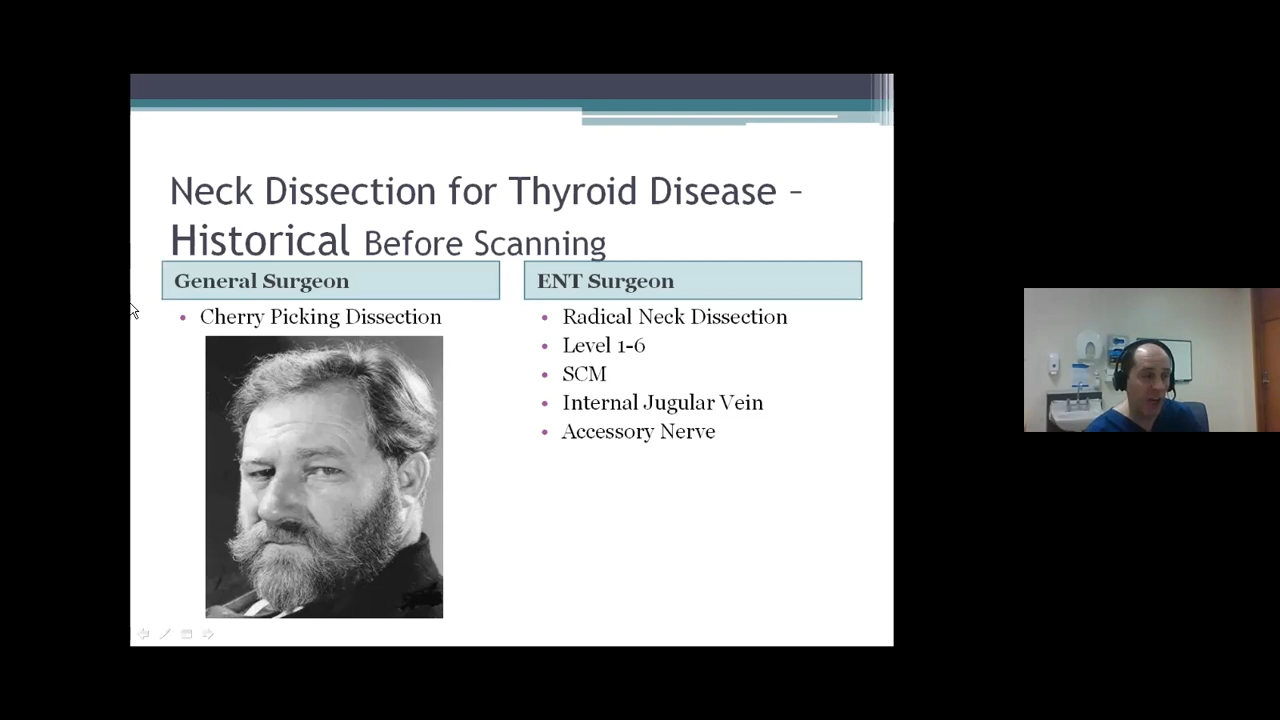 Neck Dissection for Thyroid Disease –
Historical Before Scanning
General Surgeon
• Cherry Picking Dissection
ENT Surgeon
• Radical Neck Dissection
• Level 1-6
• SCM
• Internal Jugular Vein
• Accessory Nerve